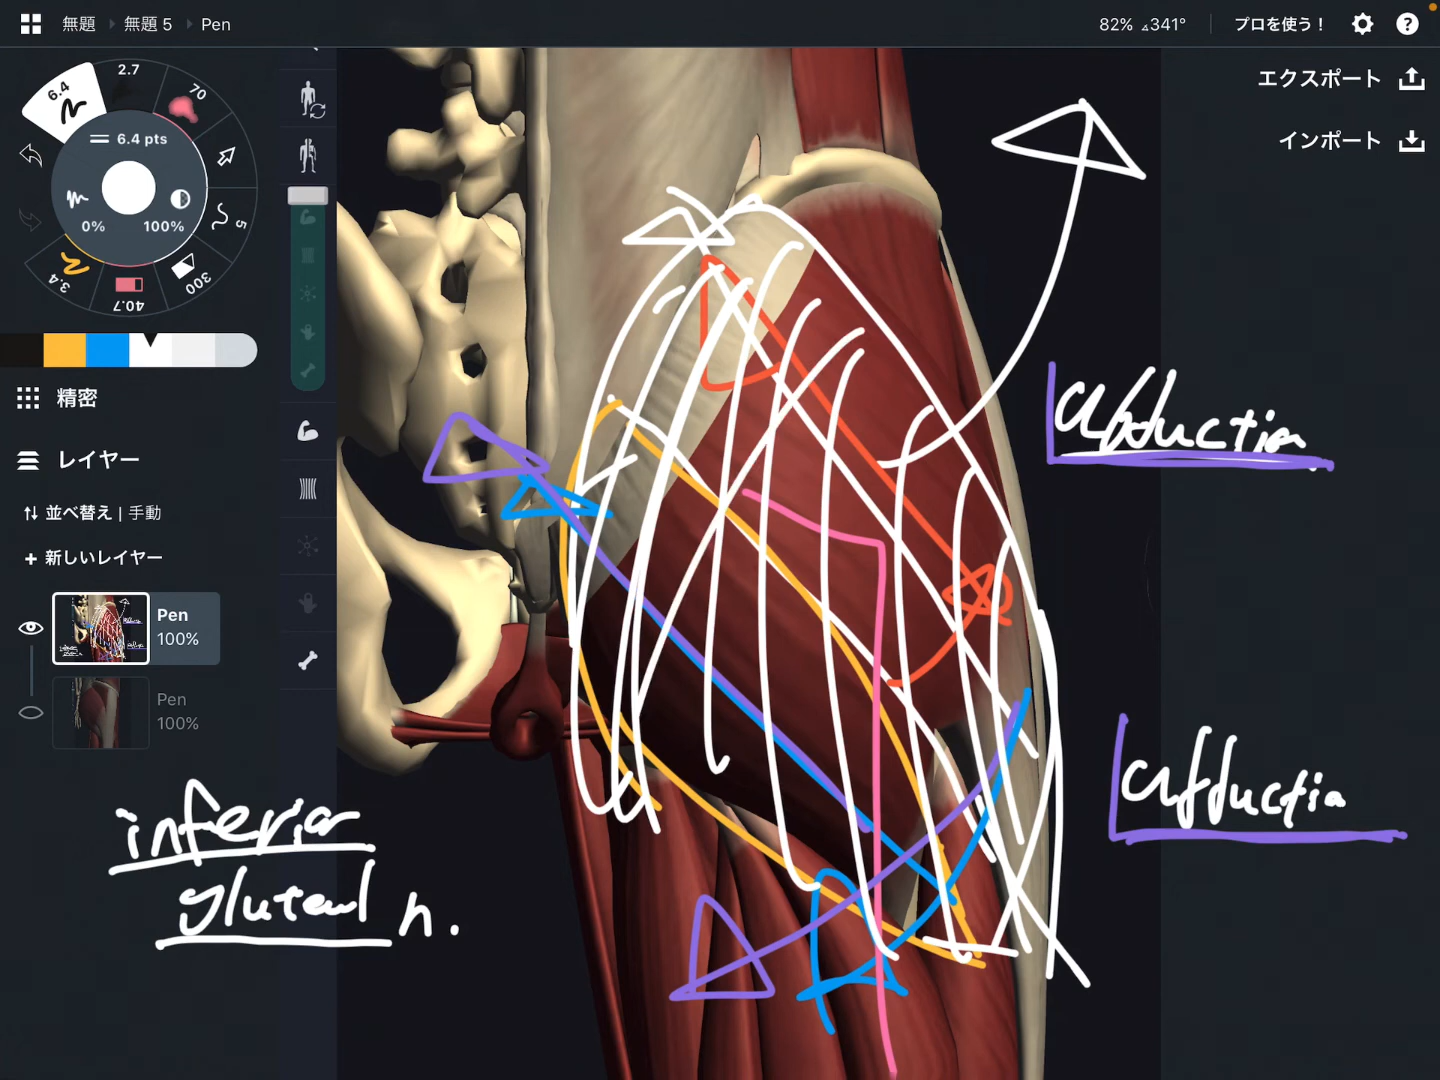 無題 無題 5 Pen
82% ⊿341° プロを使う！
エクスポート
インポート
2.7
6.4
70
6.4 pts
0% 100%
5
3.4
40.7
300
精密
レイヤー
並べ替え | 手動
+ 新しいレイヤー
Pen
100%
Pen
100%
abduction
adduction
inferior
gluteal n.